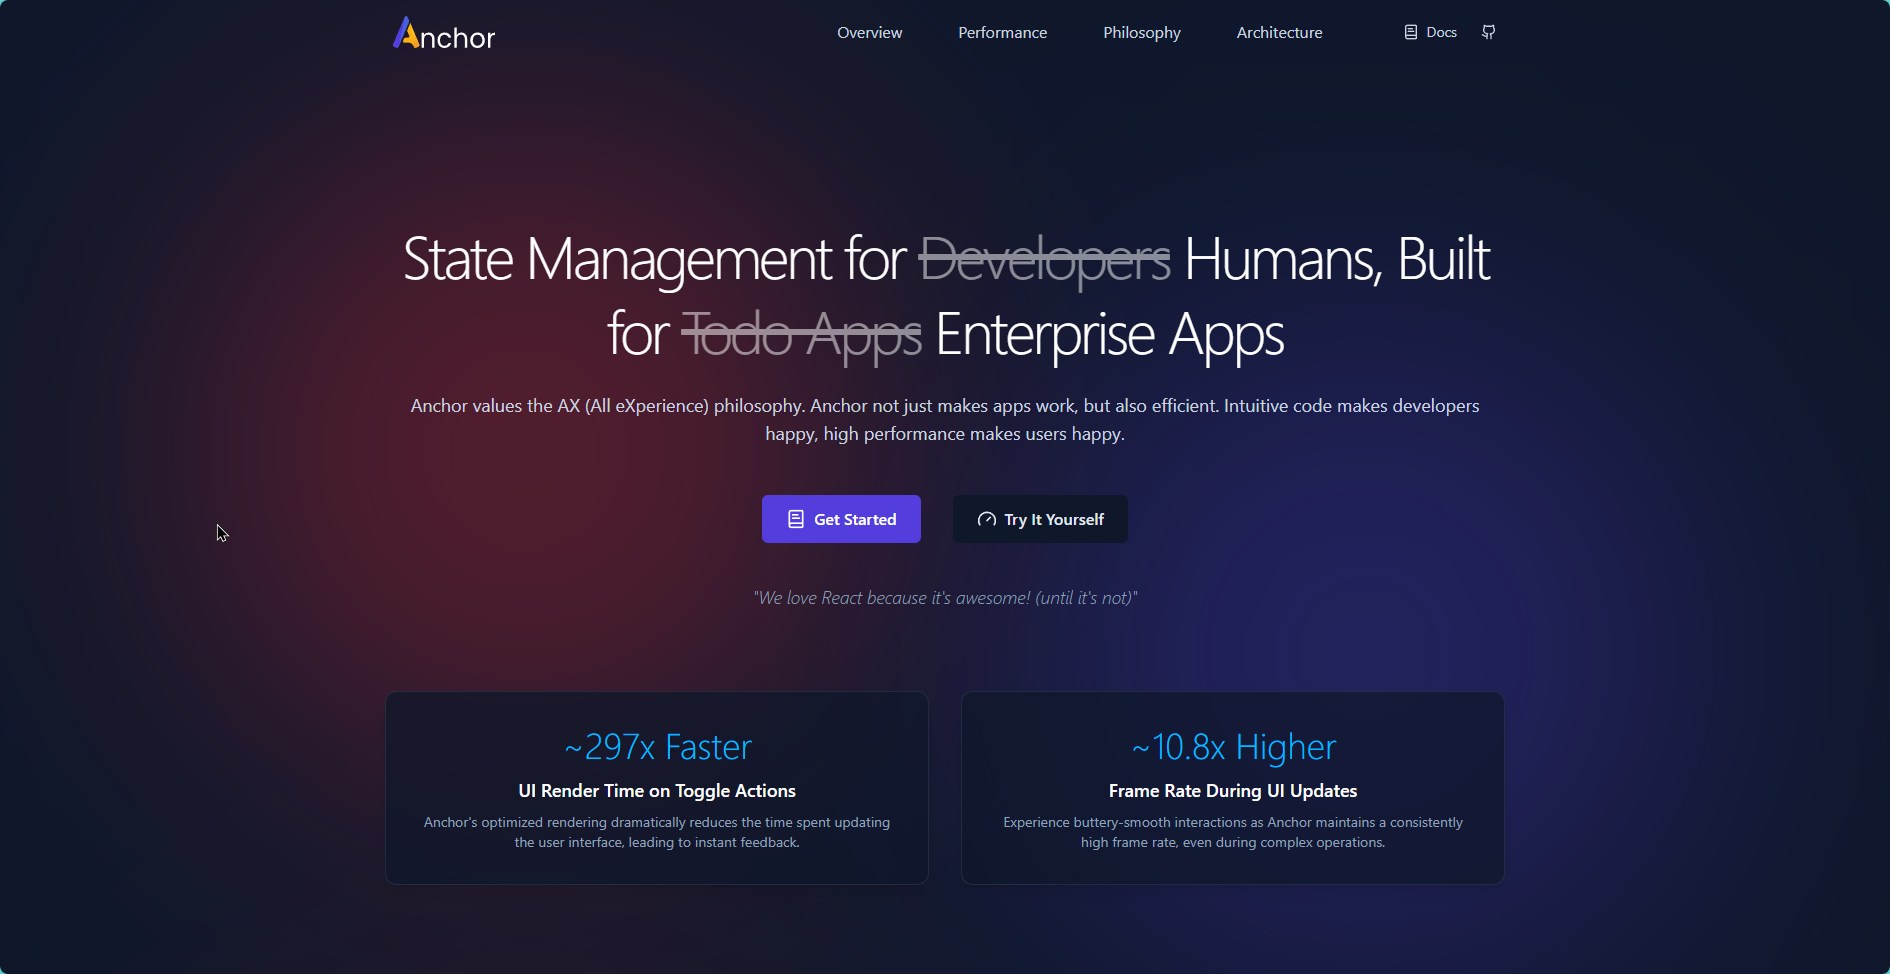 Anchor
Overview
Performance
Philosophy
Architecture
Docs
State Management for Developers Humans, Built
for Todo Apps Enterprise Apps
Anchor values the AX (All eXperience) philosophy. Anchor not just makes apps work, but also efficient. Intuitive code makes developers
happy, high performance makes users happy.
Get Started
Try It Yourself
"We love React because it's awesome! (until it's not)"
~297x Faster
UI Render Time on Toggle Actions
Anchor's optimized rendering dramatically reduces the time spent updating
the user interface, leading to instant feedback.
~10.8x Higher
Frame Rate During UI Updates
Experience buttery-smooth interactions as Anchor maintains a consistently
high frame rate, even during complex operations.